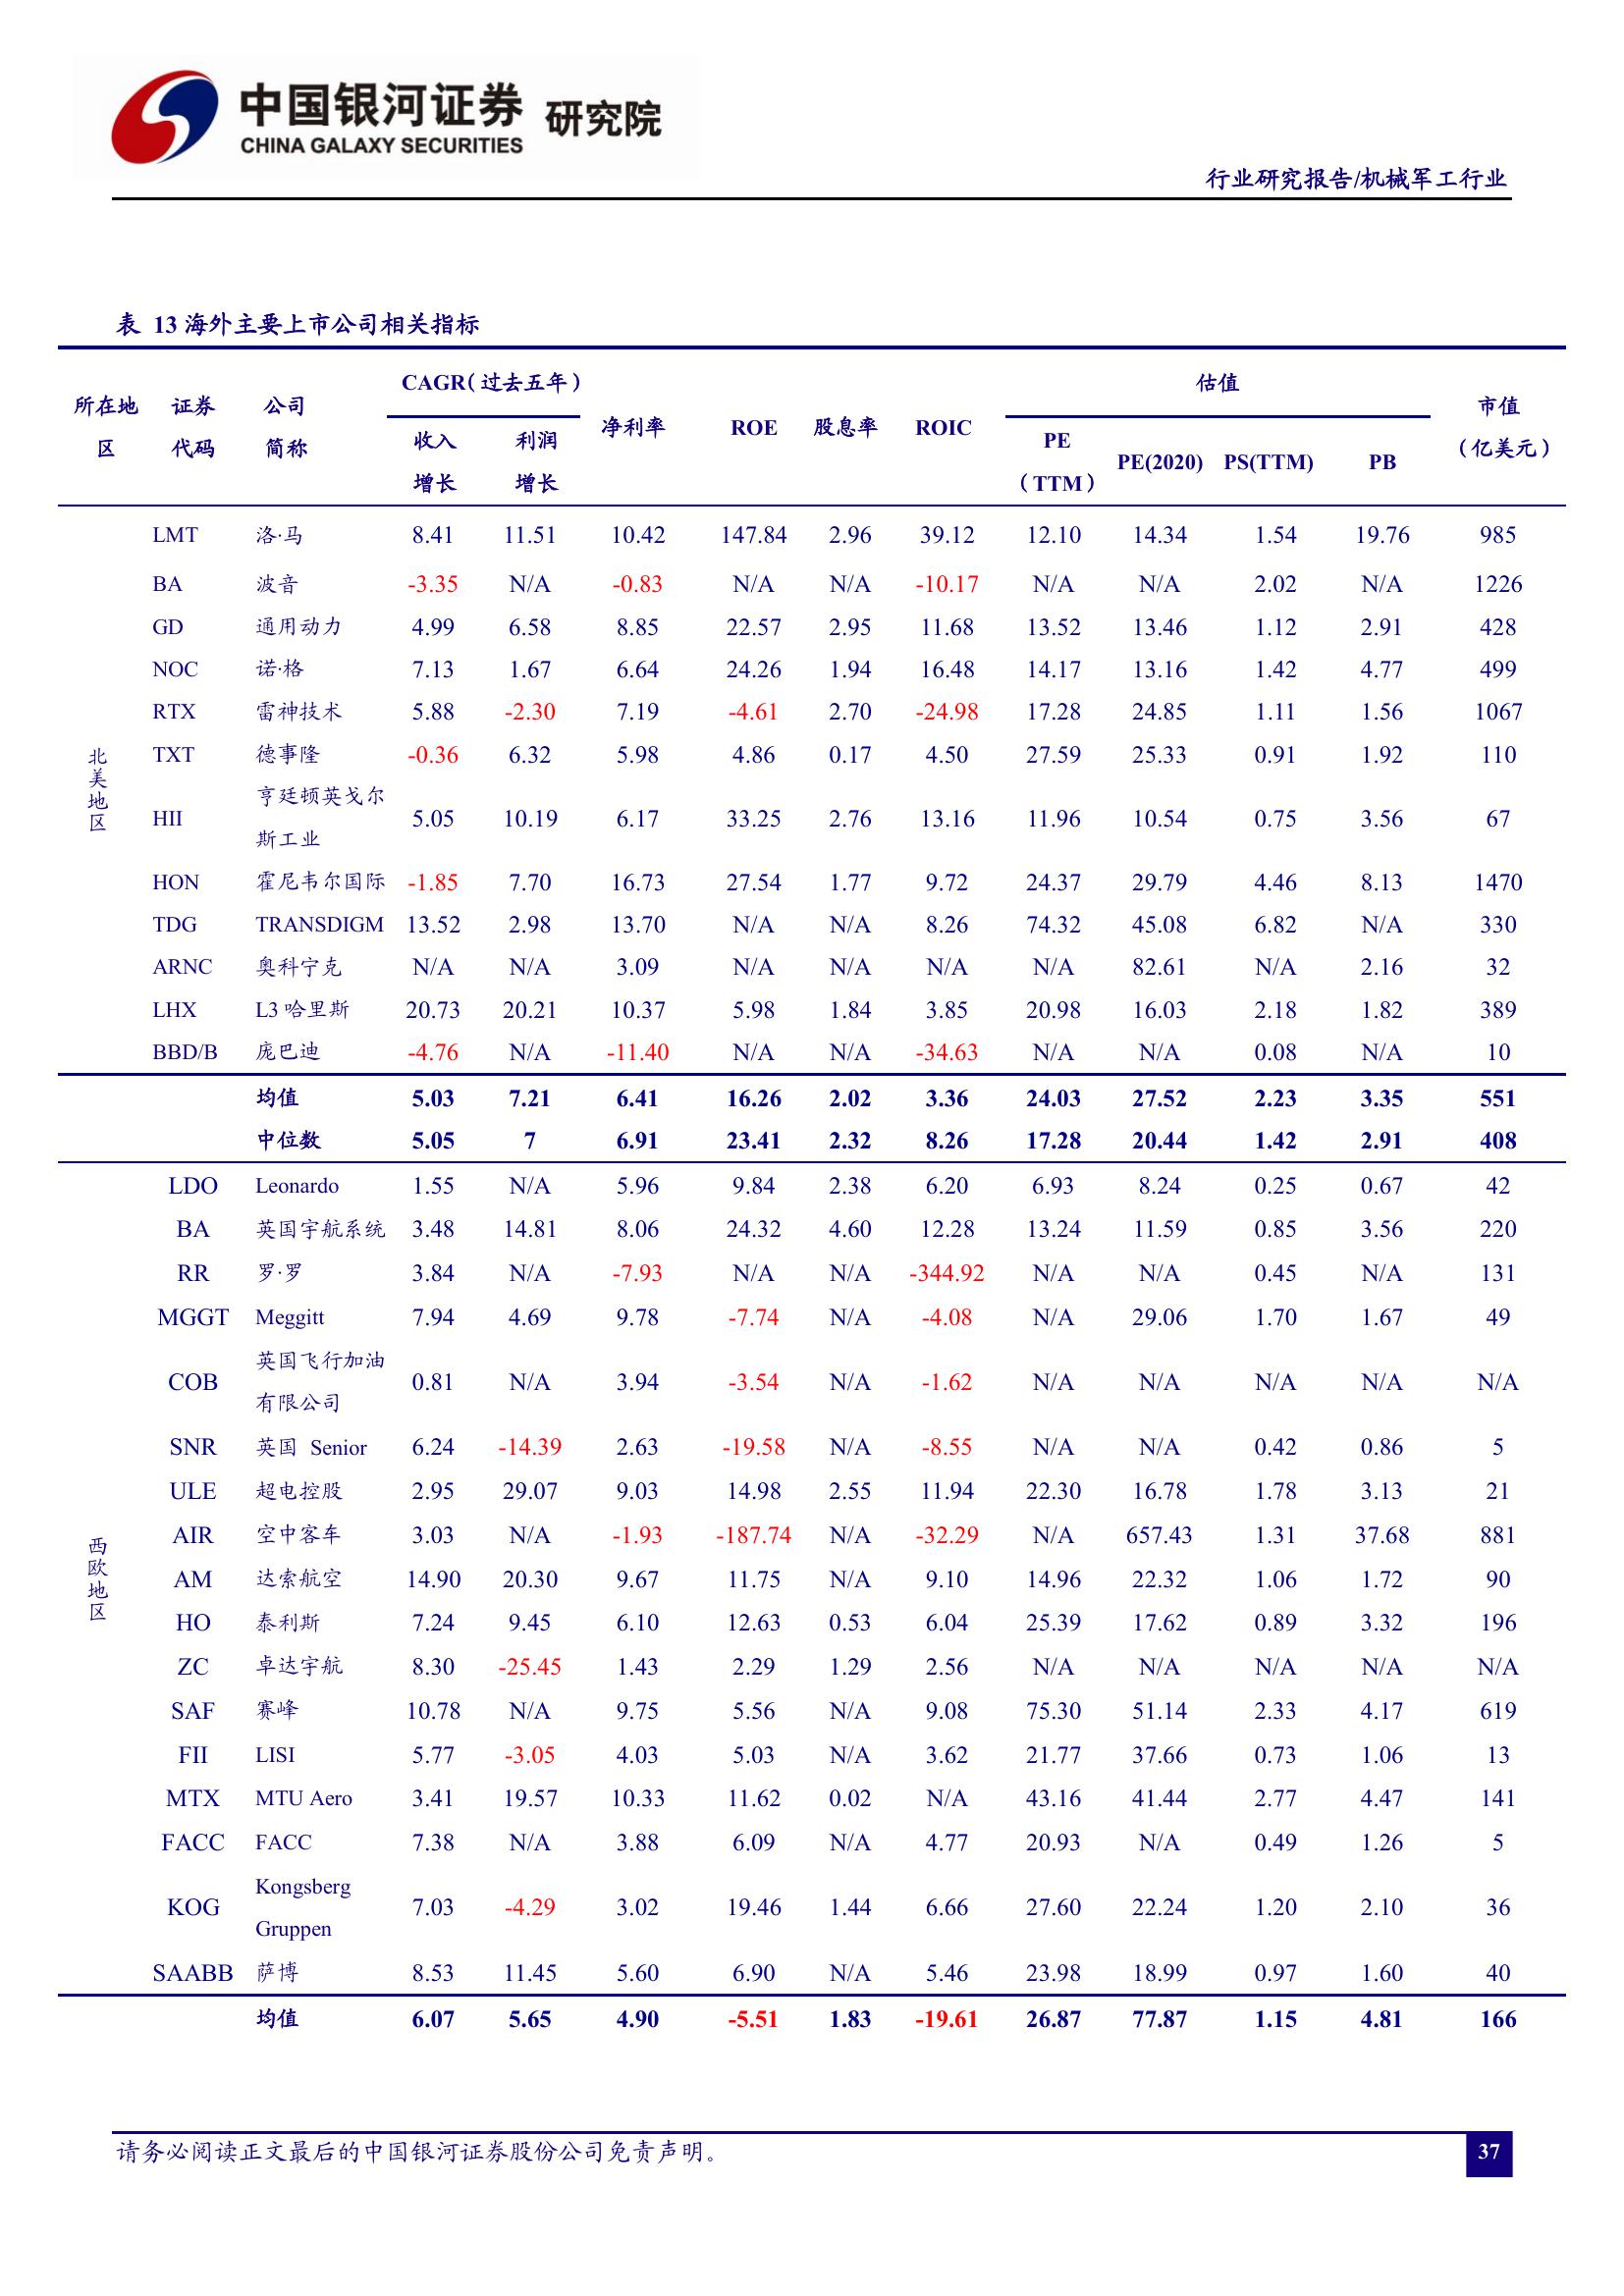 中国银河证券 研究院
CHINA GALAXY SECURITIES
行业研究报告/机械军工行业
表 13 海外主要上市公司相关指标
所在地区 证券代码 公司简称 CAGR（过去五年） 净利率 ROE 股息率 ROIC 估值 市值（亿美元）
收入增长 利润增长 PE（TTM） PE(2020) PS(TTM) PB
北美地区
LMT 洛·马 8.41 11.51 10.42 147.84 2.96 39.12 12.10 14.34 1.54 19.76 985
BA 波音 -3.35 N/A -0.83 N/A N/A -10.17 N/A N/A 2.02 N/A 1226
GD 通用动力 4.99 6.58 8.85 22.57 2.95 11.68 13.52 13.46 1.12 2.91 428
NOC 诺·格 7.13 1.67 6.64 24.26 1.94 16.48 14.17 13.16 1.42 4.77 499
RTX 雷神技术 5.88 -2.30 7.19 -4.61 2.70 -24.98 17.28 24.85 1.11 1.56 1067
TXT 德事隆 -0.36 6.32 5.98 4.86 0.17 4.50 27.59 25.33 0.91 1.92 110
HII 亨廷顿英戈尔斯工业 5.05 10.19 6.17 33.25 2.76 13.16 11.96 10.54 0.75 3.56 67
HON 霍尼韦尔国际 -1.85 7.70 16.73 27.54 1.77 9.72 24.37 29.79 4.46 8.13 1470
TDG TRANSDIGM 13.52 2.98 13.70 N/A N/A 8.26 74.32 45.08 6.82 N/A 330
ARNC 奥科宁克 N/A N/A 3.09 N/A N/A N/A N/A 82.61 N/A 2.16 32
LHX L3 哈里斯 20.73 20.21 10.37 5.98 1.84 3.85 20.98 16.03 2.18 1.82 389
BBD/B 庞巴迪 -4.76 N/A -11.40 N/A N/A -34.63 N/A N/A 0.08 N/A 10
均值 5.03 7.21 6.41 16.26 2.02 3.36 24.03 27.52 2.23 3.35 551
中位数 5.05 7 6.91 23.41 2.32 8.26 17.28 20.44 1.42 2.91 408
西欧地区
LDO Leonardo 1.55 N/A 5.96 9.84 2.38 6.20 6.93 8.24 0.25 0.67 42
BA 英国宇航系统 3.48 14.81 8.06 24.32 4.60 12.28 13.24 11.59 0.85 3.56 220
RR 罗·罗 3.84 N/A -7.93 N/A N/A -344.92 N/A N/A 0.45 N/A 131
MGGT Meggitt 7.94 4.69 9.78 -7.74 N/A -4.08 N/A 29.06 1.70 1.67 49
COB 英国飞行加油有限公司 0.81 N/A 3.94 -3.54 N/A -1.62 N/A N/A N/A N/A N/A
SNR 英国 Senior 6.24 -14.39 2.63 -19.58 N/A -8.55 N/A N/A 0.42 0.86 5
ULE 超电控股 2.95 29.07 9.03 14.98 2.55 11.94 22.30 16.78 1.78 3.13 21
AIR 空中客车 3.03 N/A -1.93 -187.74 N/A -32.29 N/A 657.43 1.31 37.68 881
AM 达索航空 14.90 20.30 9.67 11.75 N/A 9.10 14.96 22.32 1.06 1.72 90
HO 泰利斯 7.24 9.45 6.10 12.63 0.53 6.04 25.39 17.62 0.89 3.32 196
ZC 卓达宇航 8.30 -25.45 1.43 2.29 1.29 2.56 N/A N/A N/A N/A N/A
SAF 赛峰 10.78 N/A 9.75 5.56 N/A 9.08 75.30 51.14 2.33 4.17 619
FII LISI 5.77 -3.05 4.03 5.03 N/A 3.62 21.77 37.66 0.73 1.06 13
MTX MTU Aero 3.41 19.57 10.33 11.62 0.02 N/A 43.16 41.44 2.77 4.47 141
FACC FACC 7.38 N/A 3.88 6.09 N/A 4.77 20.93 N/A 0.49 1.26 5
KOG Kongsberg Gruppen 7.03 -4.29 3.02 19.46 1.44 6.66 27.60 22.24 1.20 2.10 36
SAABB 萨博 8.53 11.45 5.60 6.90 N/A 5.46 23.98 18.99 0.97 1.60 40
均值 6.07 5.65 4.90 -5.51 1.83 -19.61 26.87 77.87 1.15 4.81 166
请务必阅读正文最后的中国银河证券股份公司免责声明。
37